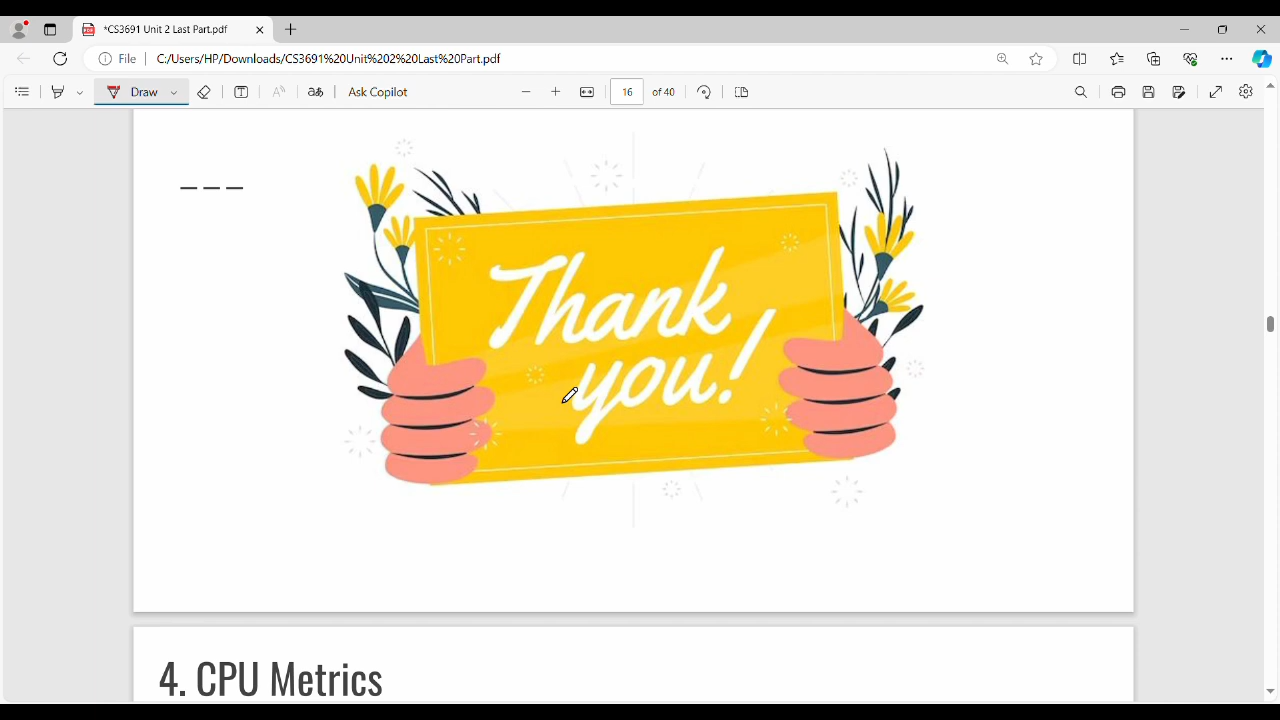 *CS3691 Unit 2 Last Part.pdf
File
C:/Users/HP/Downloads/CS3691%20Unit%202%20Last%20Part.pdf
Draw
Ask Copilot
16
of 40
Thank
you!
4. CPU Metrics